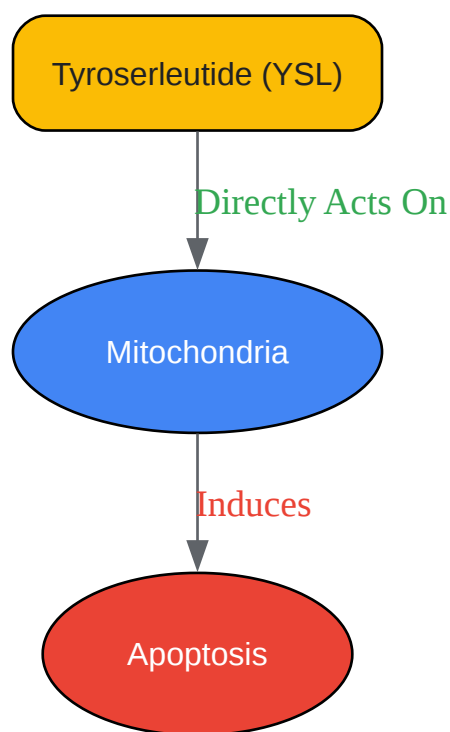 Tyroserleutide (YSL)
Directly Acts On
Mitochondria
Induces
Apoptosis